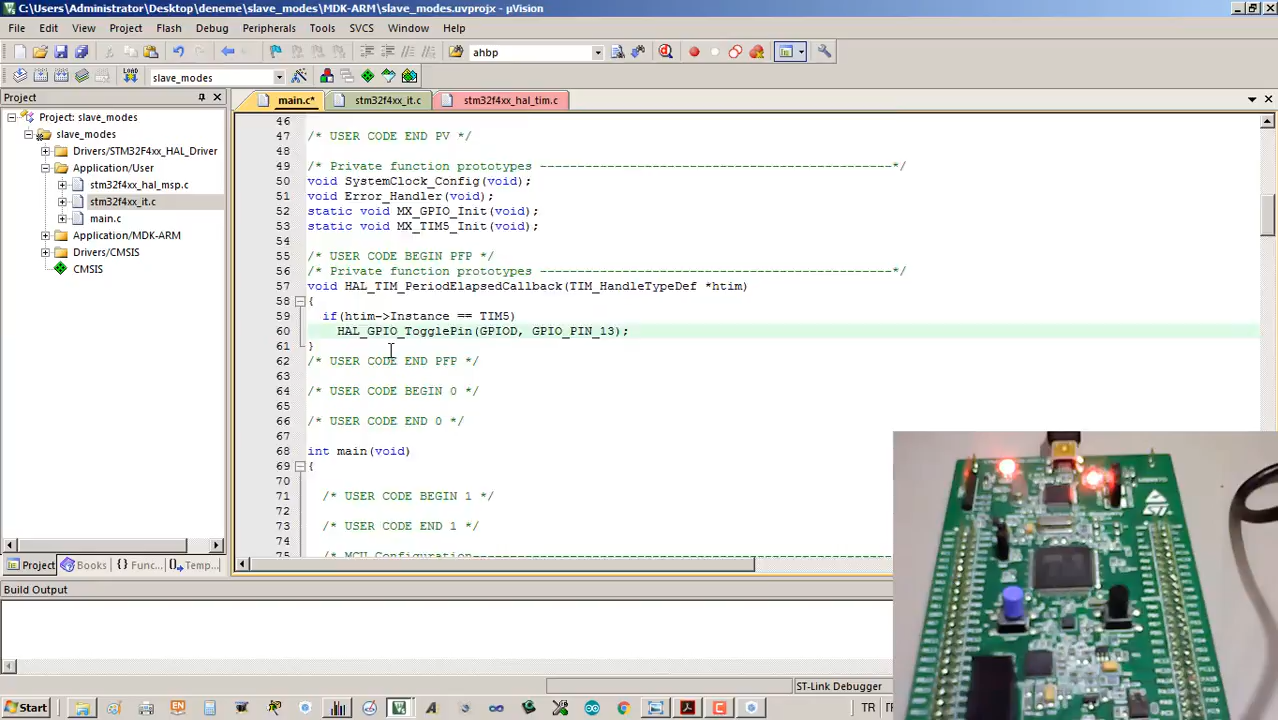 C:\Users\Administrator\Desktop\deneme\slave_modes\MDK-ARM\slave_modes.uvprojx - µVision
File Edit View Project Flash Debug Peripherals Tools SVCS Window Help
ahbp
slave_modes
Project
main.c* stm32f4xx_it.c stm32f4xx_hal_tim.c
Project: slave_modes
slave_modes
Drivers/STM32F4xx_HAL_Driver
Application/User
stm32f4xx_hal_msp.c
stm32f4xx_it.c
main.c
Application/MDK-ARM
Drivers/CMSIS
CMSIS
46
47 /* USER CODE END PV */
48
49 /* Private function prototypes -----------------------------------------------*/
50 void SystemClock_Config(void);
51 void Error_Handler(void);
52 static void MX_GPIO_Init(void);
53 static void MX_TIM5_Init(void);
54
55 /* USER CODE BEGIN PFP */
56 /* Private function prototypes -----------------------------------------------*/
57 void HAL_TIM_PeriodElapsedCallback(TIM_HandleTypeDef *htim)
58 {
59 if(htim->Instance == TIM5)
60 HAL_GPIO_TogglePin(GPIOD, GPIO_PIN_13);
61 }
62 /* USER CODE END PFP */
63
64 /* USER CODE BEGIN 0 */
65
66 /* USER CODE END 0 */
67
68 int main(void)
69 {
70
71 /* USER CODE BEGIN 1 */
72
73 /* USER CODE END 1 */
74
75 /* MCU Configuration----------------------------------------------------------
Project Books {} Func... Temp...
Build Output
ST-Link Debugger
Start
TR